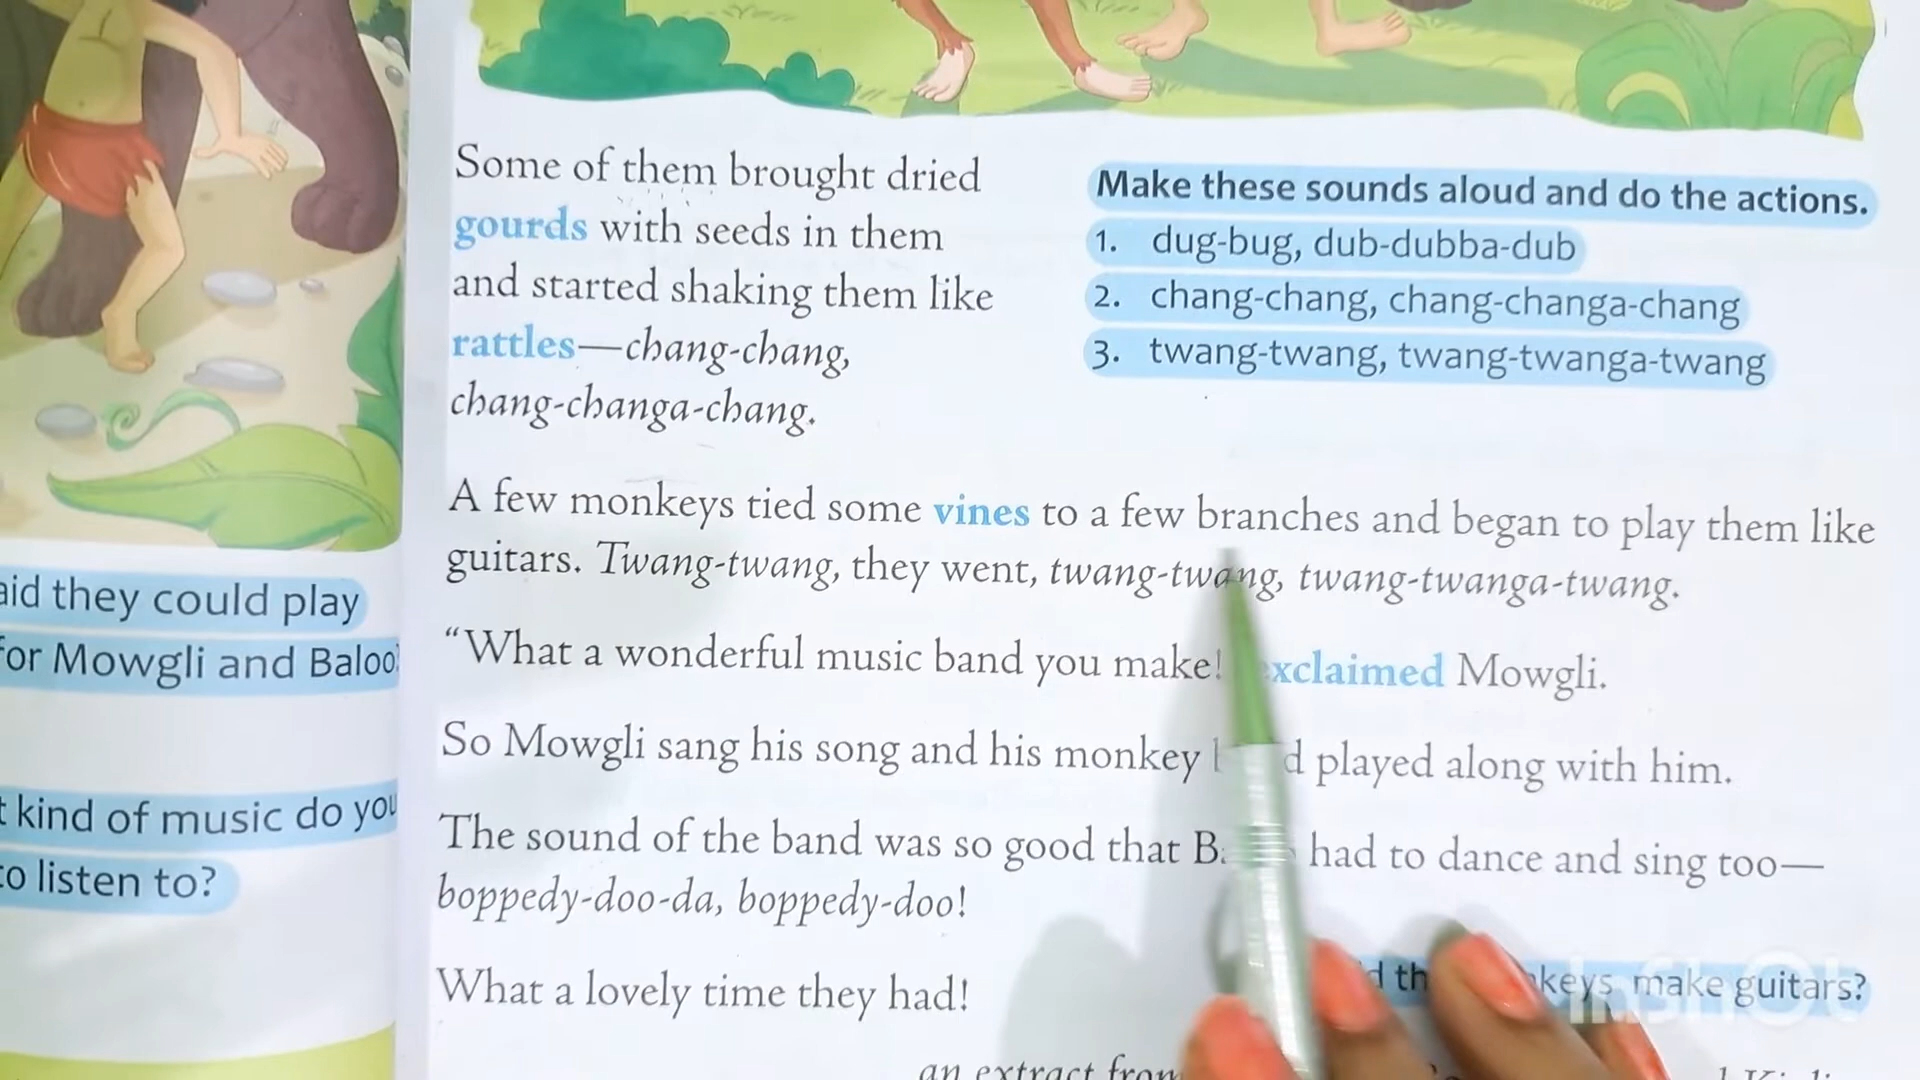 Some of them brought dried
gourds with seeds in them
and started shaking them like
rattles—chang-chang,
chang-changa-chang.
Make these sounds aloud and do the actions.
1. dug-bug, dub-dubba-dub
2. chang-chang, chang-changa-chang
3. twang-twang, twang-twanga-twang
A few monkeys tied some vines to a few branches and began to play them like
guitars. Twang-twang, they went, twang-twang, twang-twanga-twang.
“What a wonderful music band you make! Mowgli.
So Mowgli sang his song and his monkey played along with him.
The sound of the band was so good that had to dance and sing too—
boppedy-doo-da, boppedy-doo!
What a lovely time they had!
make guitars?
an extract from
they could play
Mowgli and Baloo
kind of music do you
listen to?
InShOt